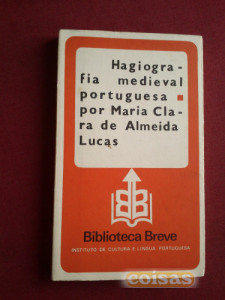 Hagiogra-
fia medieval
portuguesa ■
por Maria Cla-
ra de Almeida
Lucas
Biblioteca Breve
INSTITUTO DE CULTURA E LÍNGUA PORTUGUESA
coisas